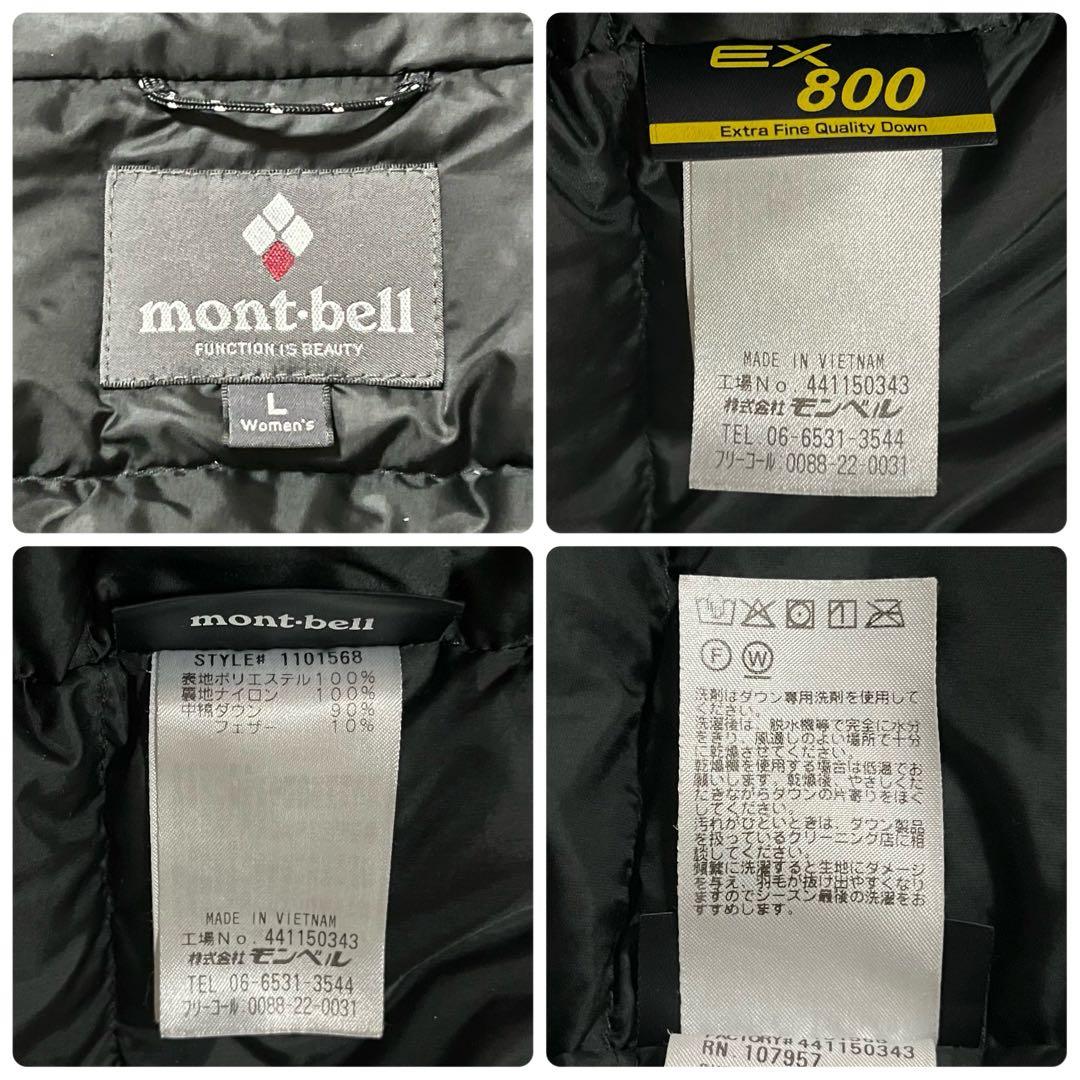 mont·bell
FUNCTION IS BEAUTY
L
Women's
EX
800
Extra Fine Quality Down
MADE IN VIETNAM
工場No. 441150343
株式会社モンベル
TEL 06-6531-3544
フリーコール 0088-22-0031
mont·bell
STYLE# 1101568
表地ポリエステル100%
裏地ナイロン 100%
中綿ダウン 90%
フェザー 10%
MADE IN VIETNAM
工場No. 441150343
株式会社モンベル
TEL 06-6531-3544
フリーコール 0088-22-0031
F W
洗剤はダウン専用洗剤を使用して
ください。
洗濯後は、脱水機等で完全に水分
をきり、風通しのよい場所で十分
に乾燥させてください。
乾燥機を使用する場合は低温でお
願いします。乾燥後、やさしくた
たきながらダウンの片寄りをほぐ
してください。
汚れがひどいときは、ダウン製品
を扱っているクリーニング店に相
談してください。
頻繁に洗濯すると生地にダメージ
を与え、羽毛が抜け出やすくなり
ますのでシーズン最後の洗濯をお
すすめします。
FACTORY# 441150343
RN. 107957